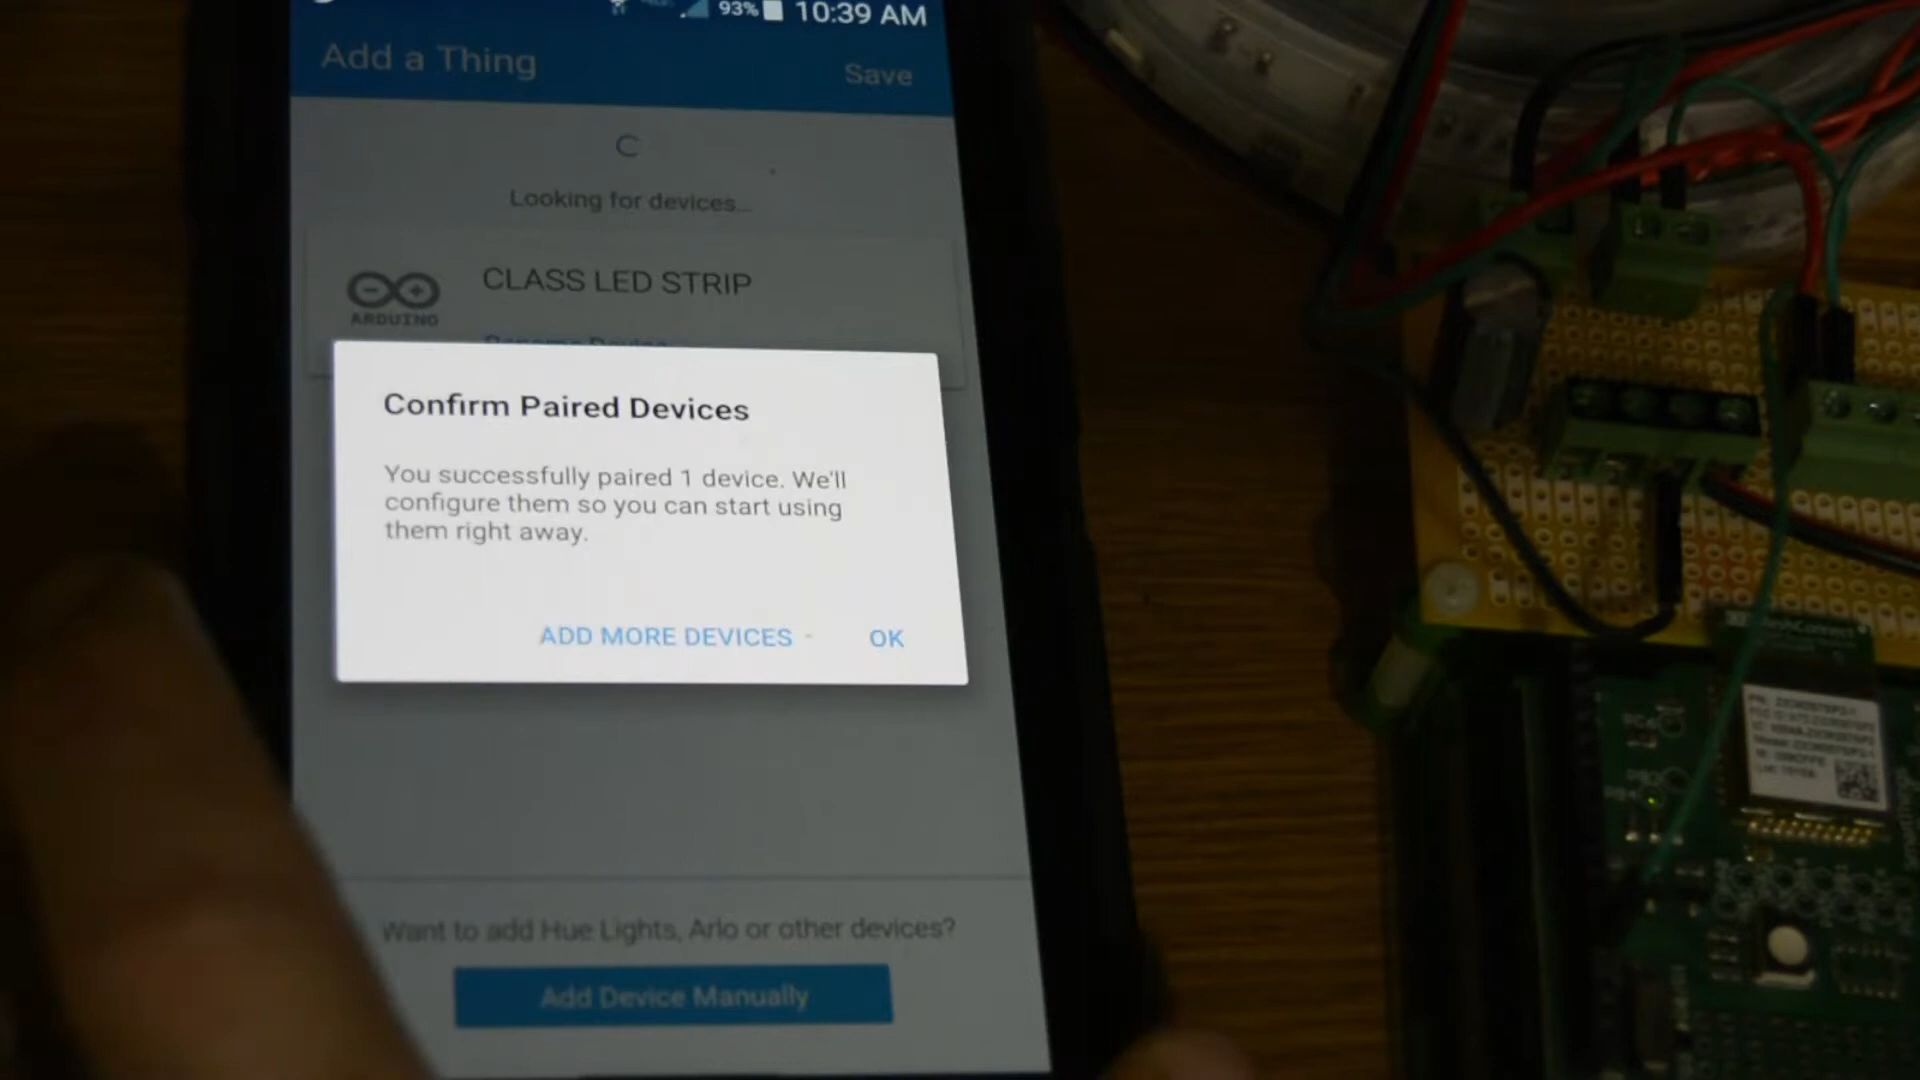 93% 10:39 AM
Add a Thing
Save
Looking for devices...
CLASS LED STRIP
ARDUINO
Rename Device
Confirm Paired Devices
You successfully paired 1 device. We'll
configure them so you can start using
them right away.
ADD MORE DEVICES
OK
Want to add Hue Lights, Arlo or other devices?
Add Device Manually